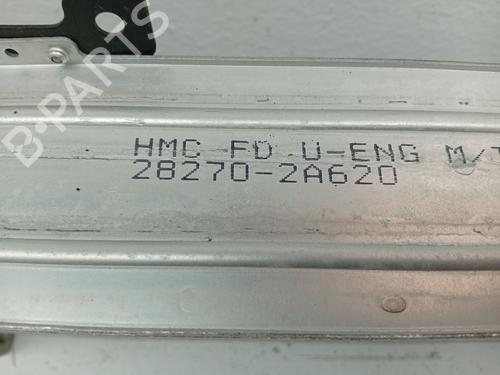 B-PARTS
HMC FD U-ENG M/T
28270-2A620